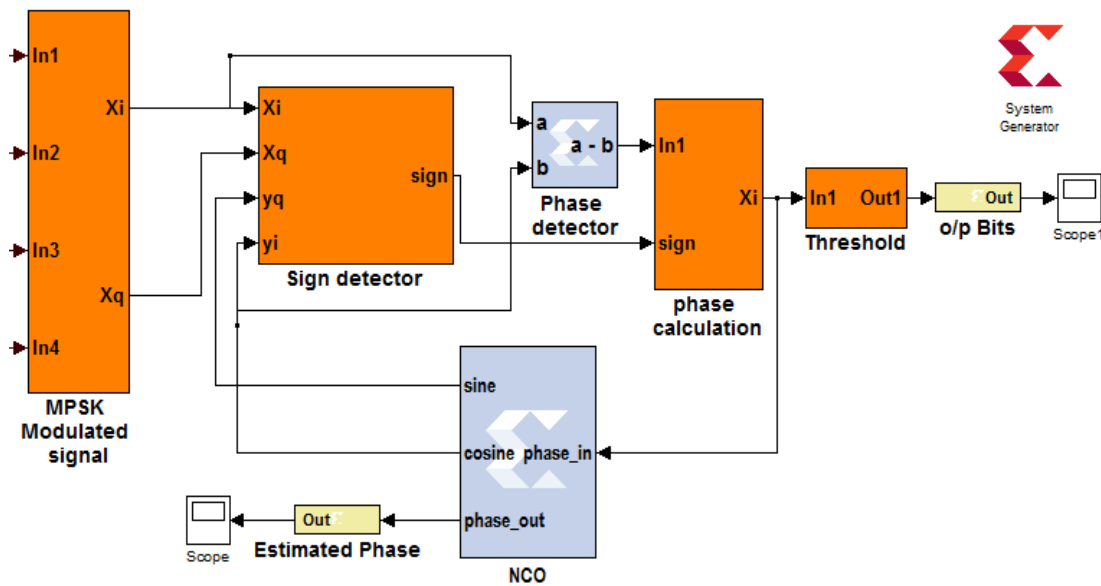 In1
In2
In3
In4
Xi
Xq
MPSK
Modulated
signal
Xi
Xq
yq
yi
sign
Sign detector
a
b
a - b
Phase
detector
In1
sign
Xi
phase
calculation
In1
Out1
Threshold
Out
o/p Bits
Scope1
System
Generator
sine
cosine
phase_in
phase_out
NCO
Out
Estimated Phase
Scope